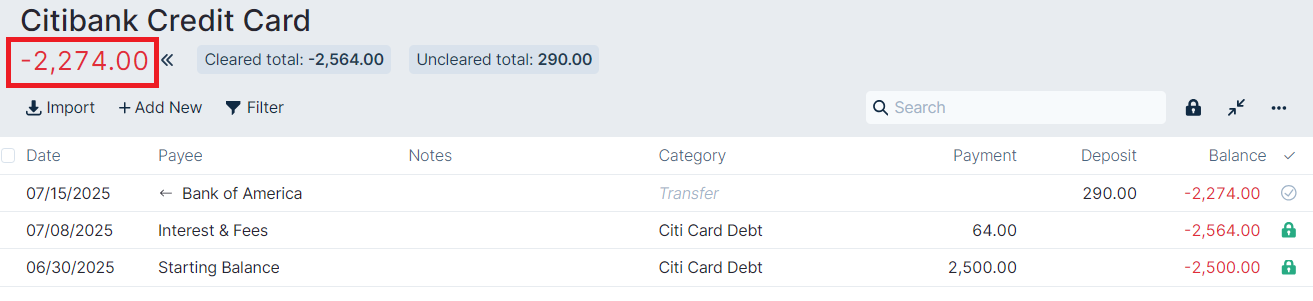 Citibank Credit Card
-2,274.00 Cleared total: -2,564.00 Uncleared total: 290.00
Import + Add New Filter Search
Date Payee Notes Category Payment Deposit Balance
07/15/2025 ← Bank of America Transfer 290.00 -2,274.00
07/08/2025 Interest & Fees Citi Card Debt 64.00 -2,564.00
06/30/2025 Starting Balance Citi Card Debt 2,500.00 -2,500.00